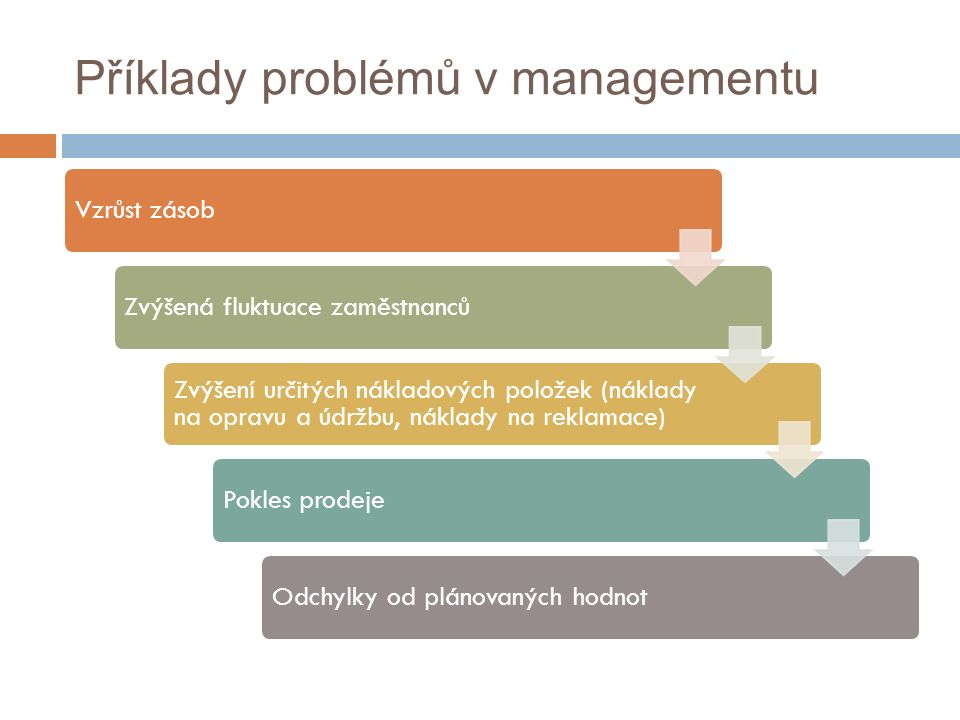 Příklady problémů v managementu
Vzrůst zásob
Zvýšená fluktuace zaměstnanců
Zvýšení určitých nákladových položek (náklady
na opravu a údržbu, náklady na reklamace)
Pokles prodeje
Odchylky od plánovaných hodnot